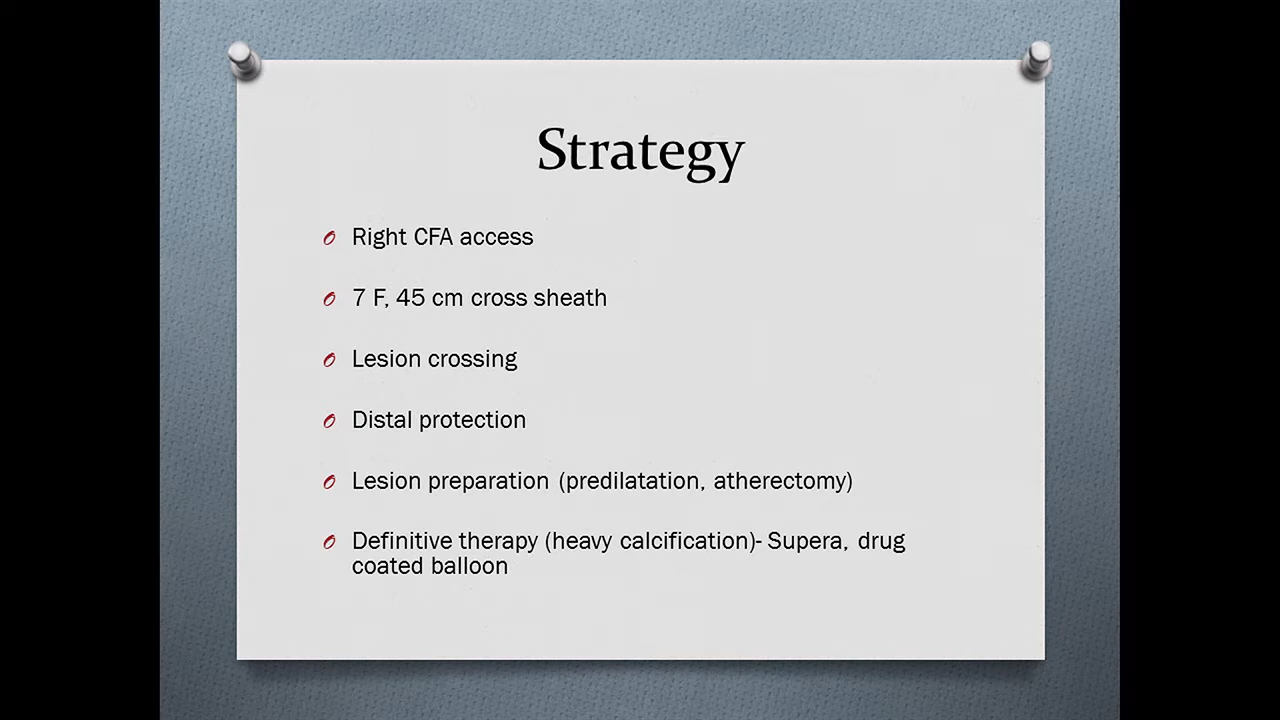 Strategy
Right CFA access
7 F, 45 cm cross sheath
Lesion crossing
Distal protection
Lesion preparation (predilatation, atherectomy)
Definitive therapy (heavy calcification)- Supera, drug
coated balloon